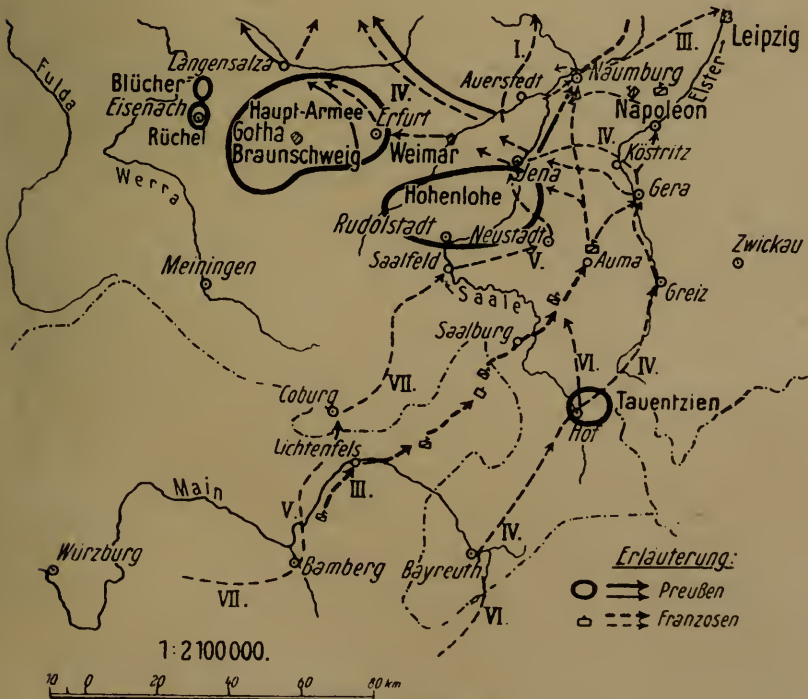 I.
III.
Leipzig
Fulda
Langensalza
Auerstedt
Naumburg
Elster
Blücher
Eisenach
Rüchel
Haupt-Armee
IV.
Erfurt
Gotha
Braunschweig
Weimar
Napoleon
IV.
Köstritz
Jena
Werra
Hohenlohe
Gera
Rudolstadt
Neustadt
V.
Auma
Zwickau
Meiningen
Saalfeld
Saale
Greiz
Saalburg
VII.
VI.
IV.
Coburg
Tauentzien
Hof
Lichtenfels
III.
Main
V.
IV.
Würzburg
Bamberg
Bayreuth
VII.
VI.
Erläuterung:
Preußen
Franzosen
1:2100000.
10 0 20 40 60 80 km